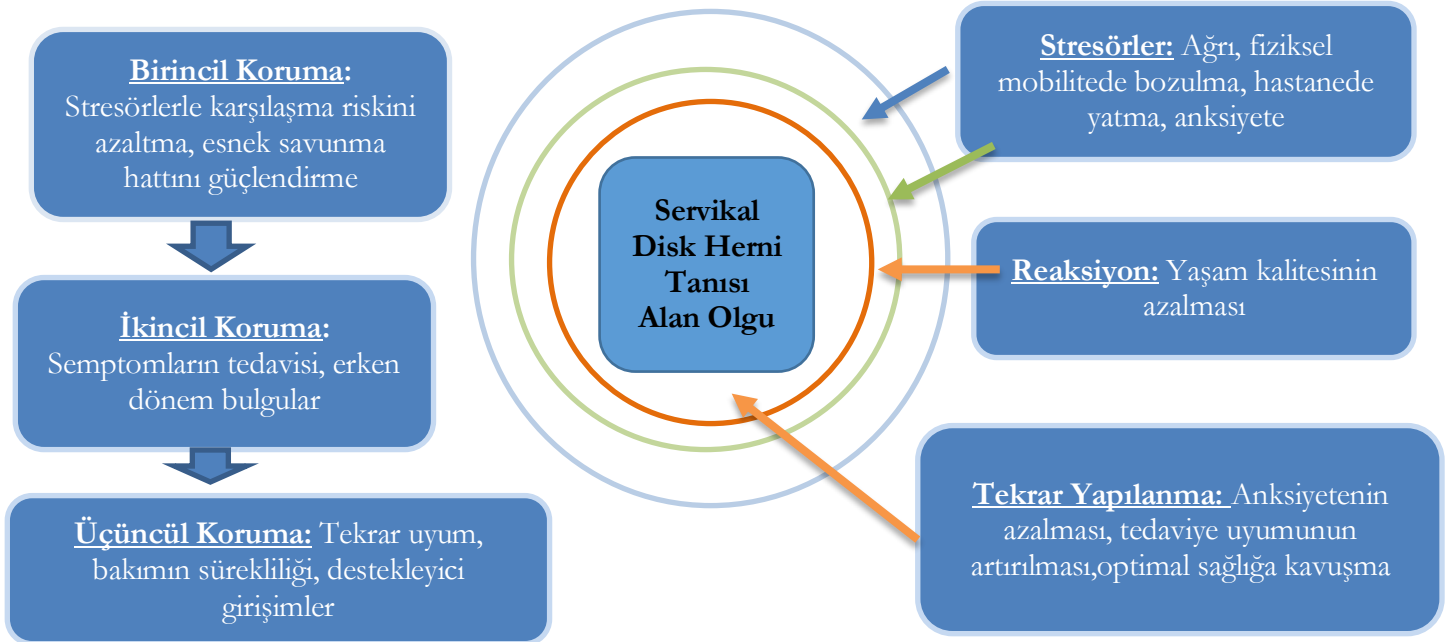 Birincil Koruma:
Stresörlerle karşılaşma riskini
azaltma, esnek savunma
hattını güçlendirme
İkincil Koruma:
Semptomların tedavisi, erken
dönem bulgular
Üçüncül Koruma: Tekrar uyum,
bakımın sürekliliği, destekleyici
girişimler
Servikal
Disk Herni
Tanısı
Alan Olgu
Stresörler: Ağrı, fiziksel
mobilitede bozulma, hastanede
yatma, anksiyete
Reaksiyon: Yaşam kalitesinin
azalması
Tekrar Yapılanma: Anksiyetenin
azalması, tedaviye uyumunun
artırılması,optimal sağlığa kavuşma